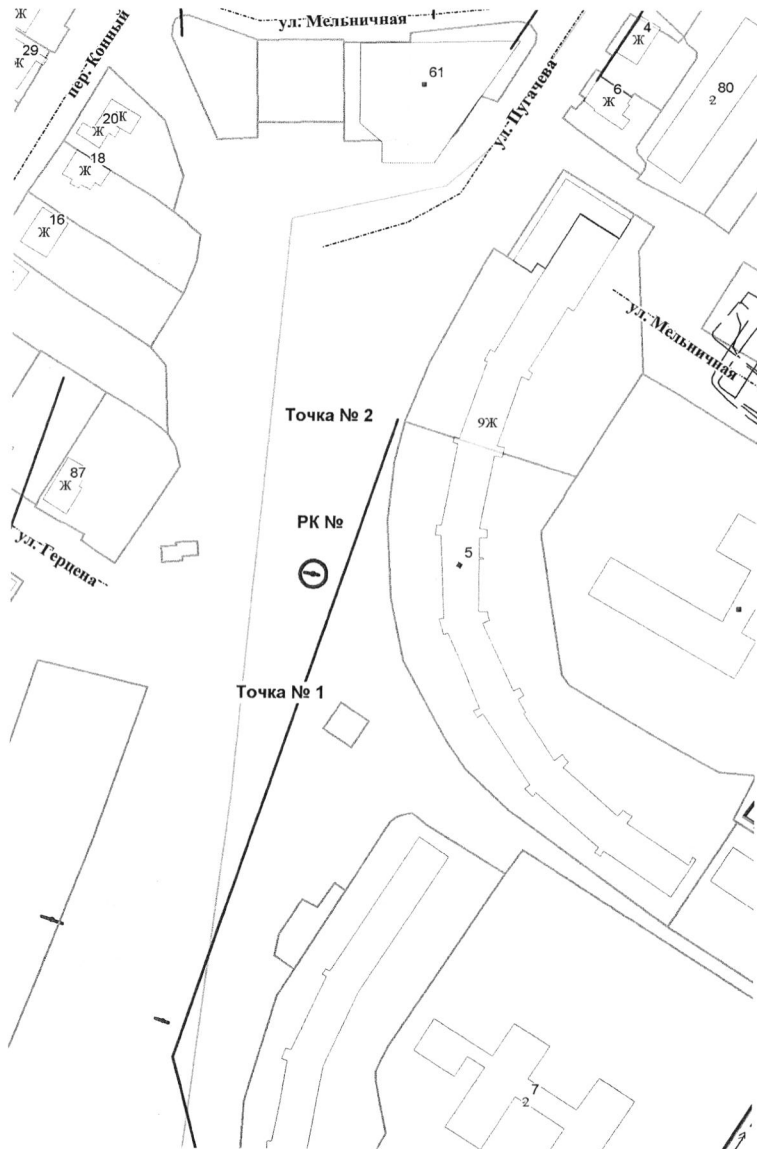 ул. Мельничная
Ж
29
Ж
пер. Конный
61
4
Ж
6
Ж
80
2
ул. Пугачева
20
Ж
Ж
18
Ж
16
Ж
ул. Мельничная
Точка № 2
9Ж
87
Ж
РК №
ул. Герцена
5
Точка № 1
7
2